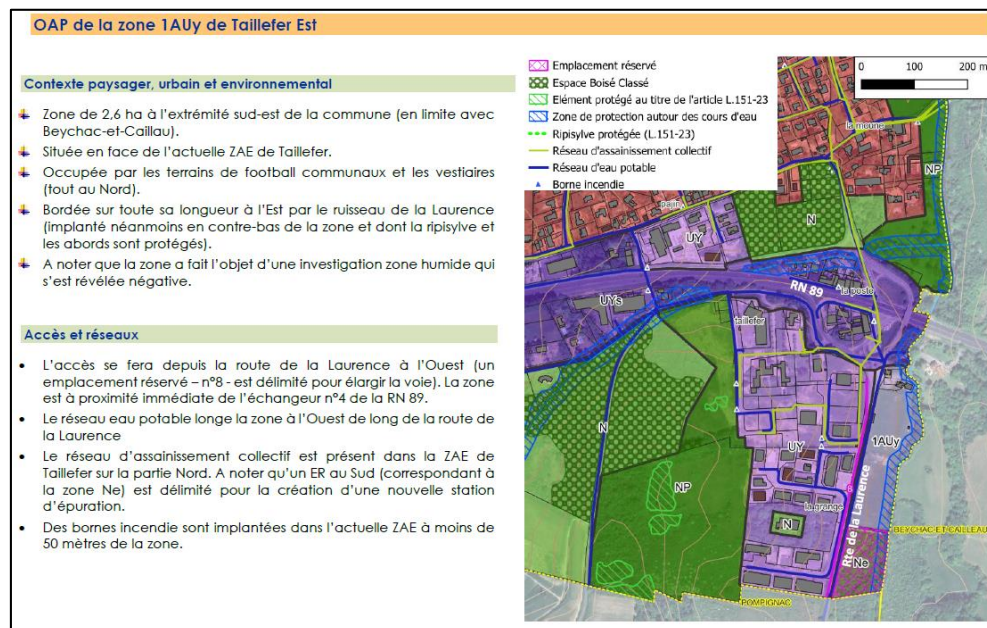 OAP de la zone 1AUy de Taillefer Est
Contexte paysager, urbain et environnemental
Zone de 2,6 ha à l'extrémité sud-est de la commune (en limite avec
Beychac-et-Caillau).
Située en face de l'actuelle ZAE de Taillefer.
Occupée par les terrains de football communaux et les vestiaires
(tout au Nord).
Bordée sur toute sa longueur à l'Est par le ruisseau de la Laurence
(implanté néanmoins en contre-bas de la zone et dont la ripisylve et
les abords sont protégés).
A noter que la zone a fait l'objet d'une investigation zone humide qui
s'est révélée négative.
Accès et réseaux
• L'accès se fera depuis la route de la Laurence à l'Ouest (un
emplacement réservé – n°8 - est délimité pour élargir la voie). La zone
est à proximité immédiate de l'échangeur n°4 de la RN 89.
• Le réseau eau potable longe la zone à l'Ouest de long de la route de
la Laurence
• Le réseau d'assainissement collectif est présent dans la ZAE de
Taillefer sur la partie Nord. A noter qu'un ER au Sud (correspondant à
la zone Ne) est délimité pour la création d'une nouvelle station
d'épuration.
• Des bornes incendie sont implantées dans l'actuelle ZAE à moins de
50 mètres de la zone.
Emplacement réservé
Espace Boisé Classé
Elément protégé au titre de l'article L.151-23
Zone de protection autour des cours d'eau
Ripisylve protégée (L.151-23)
Réseau d'assainissement collectif
Réseau d'eau potable
Borne incendie
0 100 200 m
la moune
NP
pajin
N
UY
RN 89
la poste
UYs
taillefer
N
1AUy
UY
NP
8
la grange
N
Rte de la Laurence
BEYCHAC-ET-CAILLEAU
Ne
POMPIGNAC